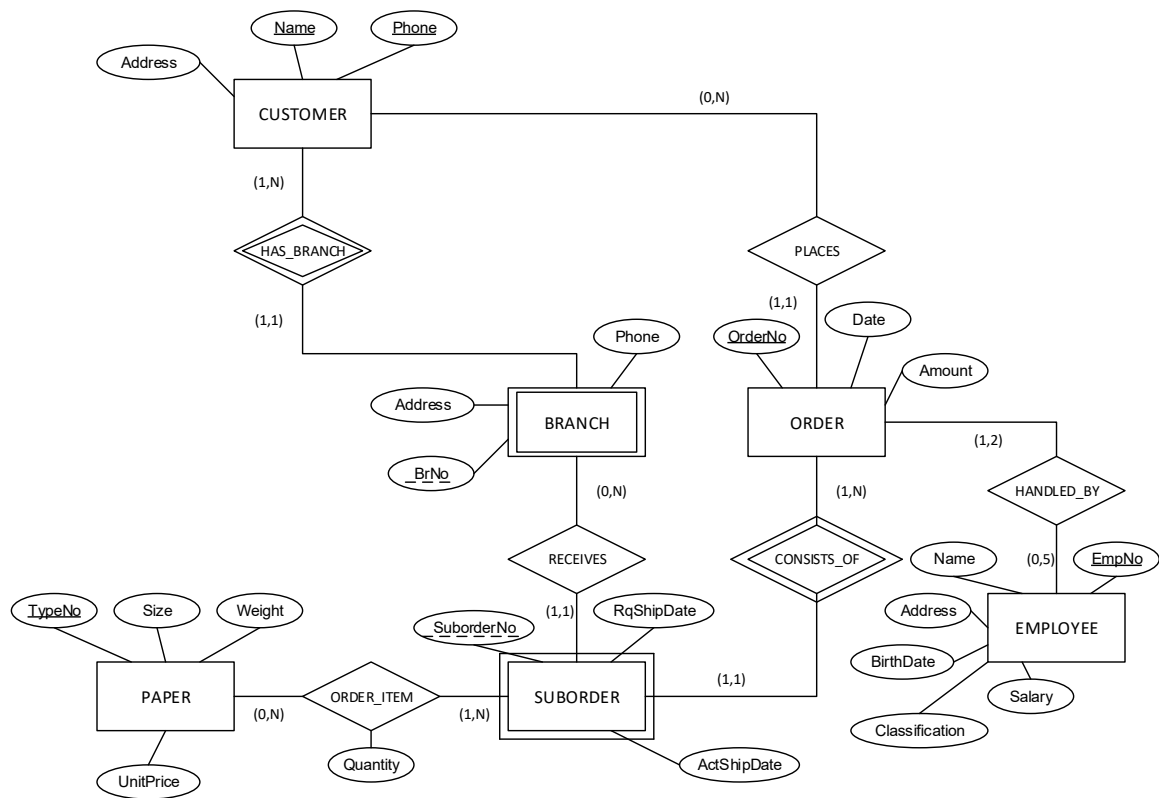 Name
Phone
Address
CUSTOMER
(0,N)
(1,N)
HAS_BRANCH
PLACES
(1,1)
(1,1)
Phone
OrderNo
Date
Amount
Address
BRANCH
ORDER
BrNo
(1,2)
(0,N)
(1,N)
HANDLED_BY
RECEIVES
CONSISTS_OF
Name
(0,5)
EmpNo
TypeNo
Size
Weight
(1,1)
RqShipDate
SuborderNo
Address
EMPLOYEE
BirthDate
PAPER
ORDER_ITEM
SUBORDER
(1,1)
(0,N)
(1,N)
Salary
Classification
Quantity
ActShipDate
UnitPrice